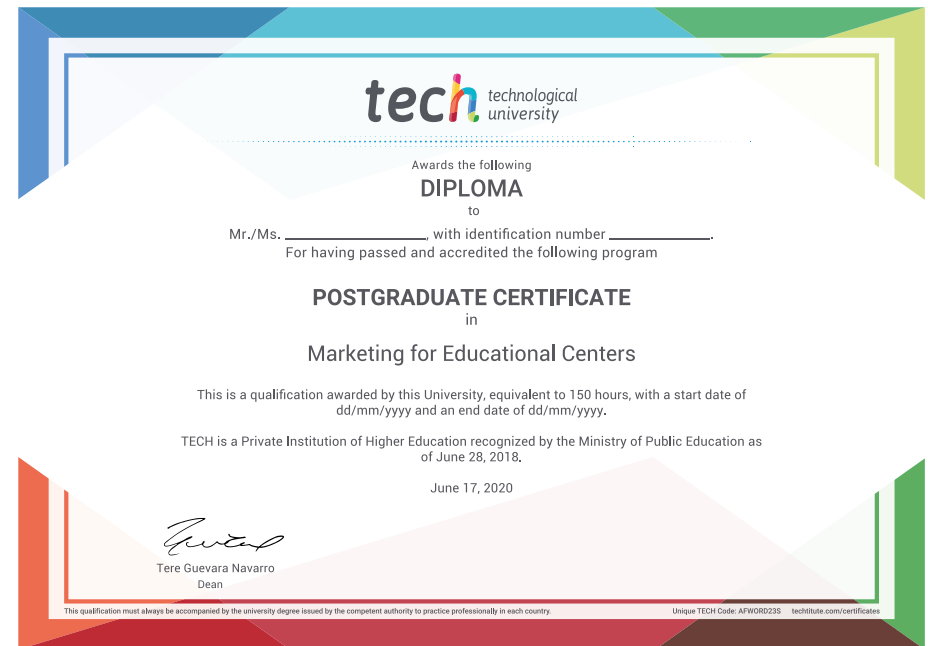 tech technological
university
Awards the following
DIPLOMA
to
Mr./Ms. ____________________, with identification number ______________.
For having passed and accredited the following program
POSTGRADUATE CERTIFICATE
in
Marketing for Educational Centers
This is a qualification awarded by this University, equivalent to 150 hours, with a start date of
dd/mm/yyyy and an end date of dd/mm/yyyy.
TECH is a Private Institution of Higher Education recognized by the Ministry of Public Education as
of June 28, 2018.
June 17, 2020
Tere Guevara Navarro
Dean
This qualification must always be accompanied by the university degree issued by the competent authority to practice professionally in each country. Unique TECH Code: AFWORD23S techtitute.com/certificates